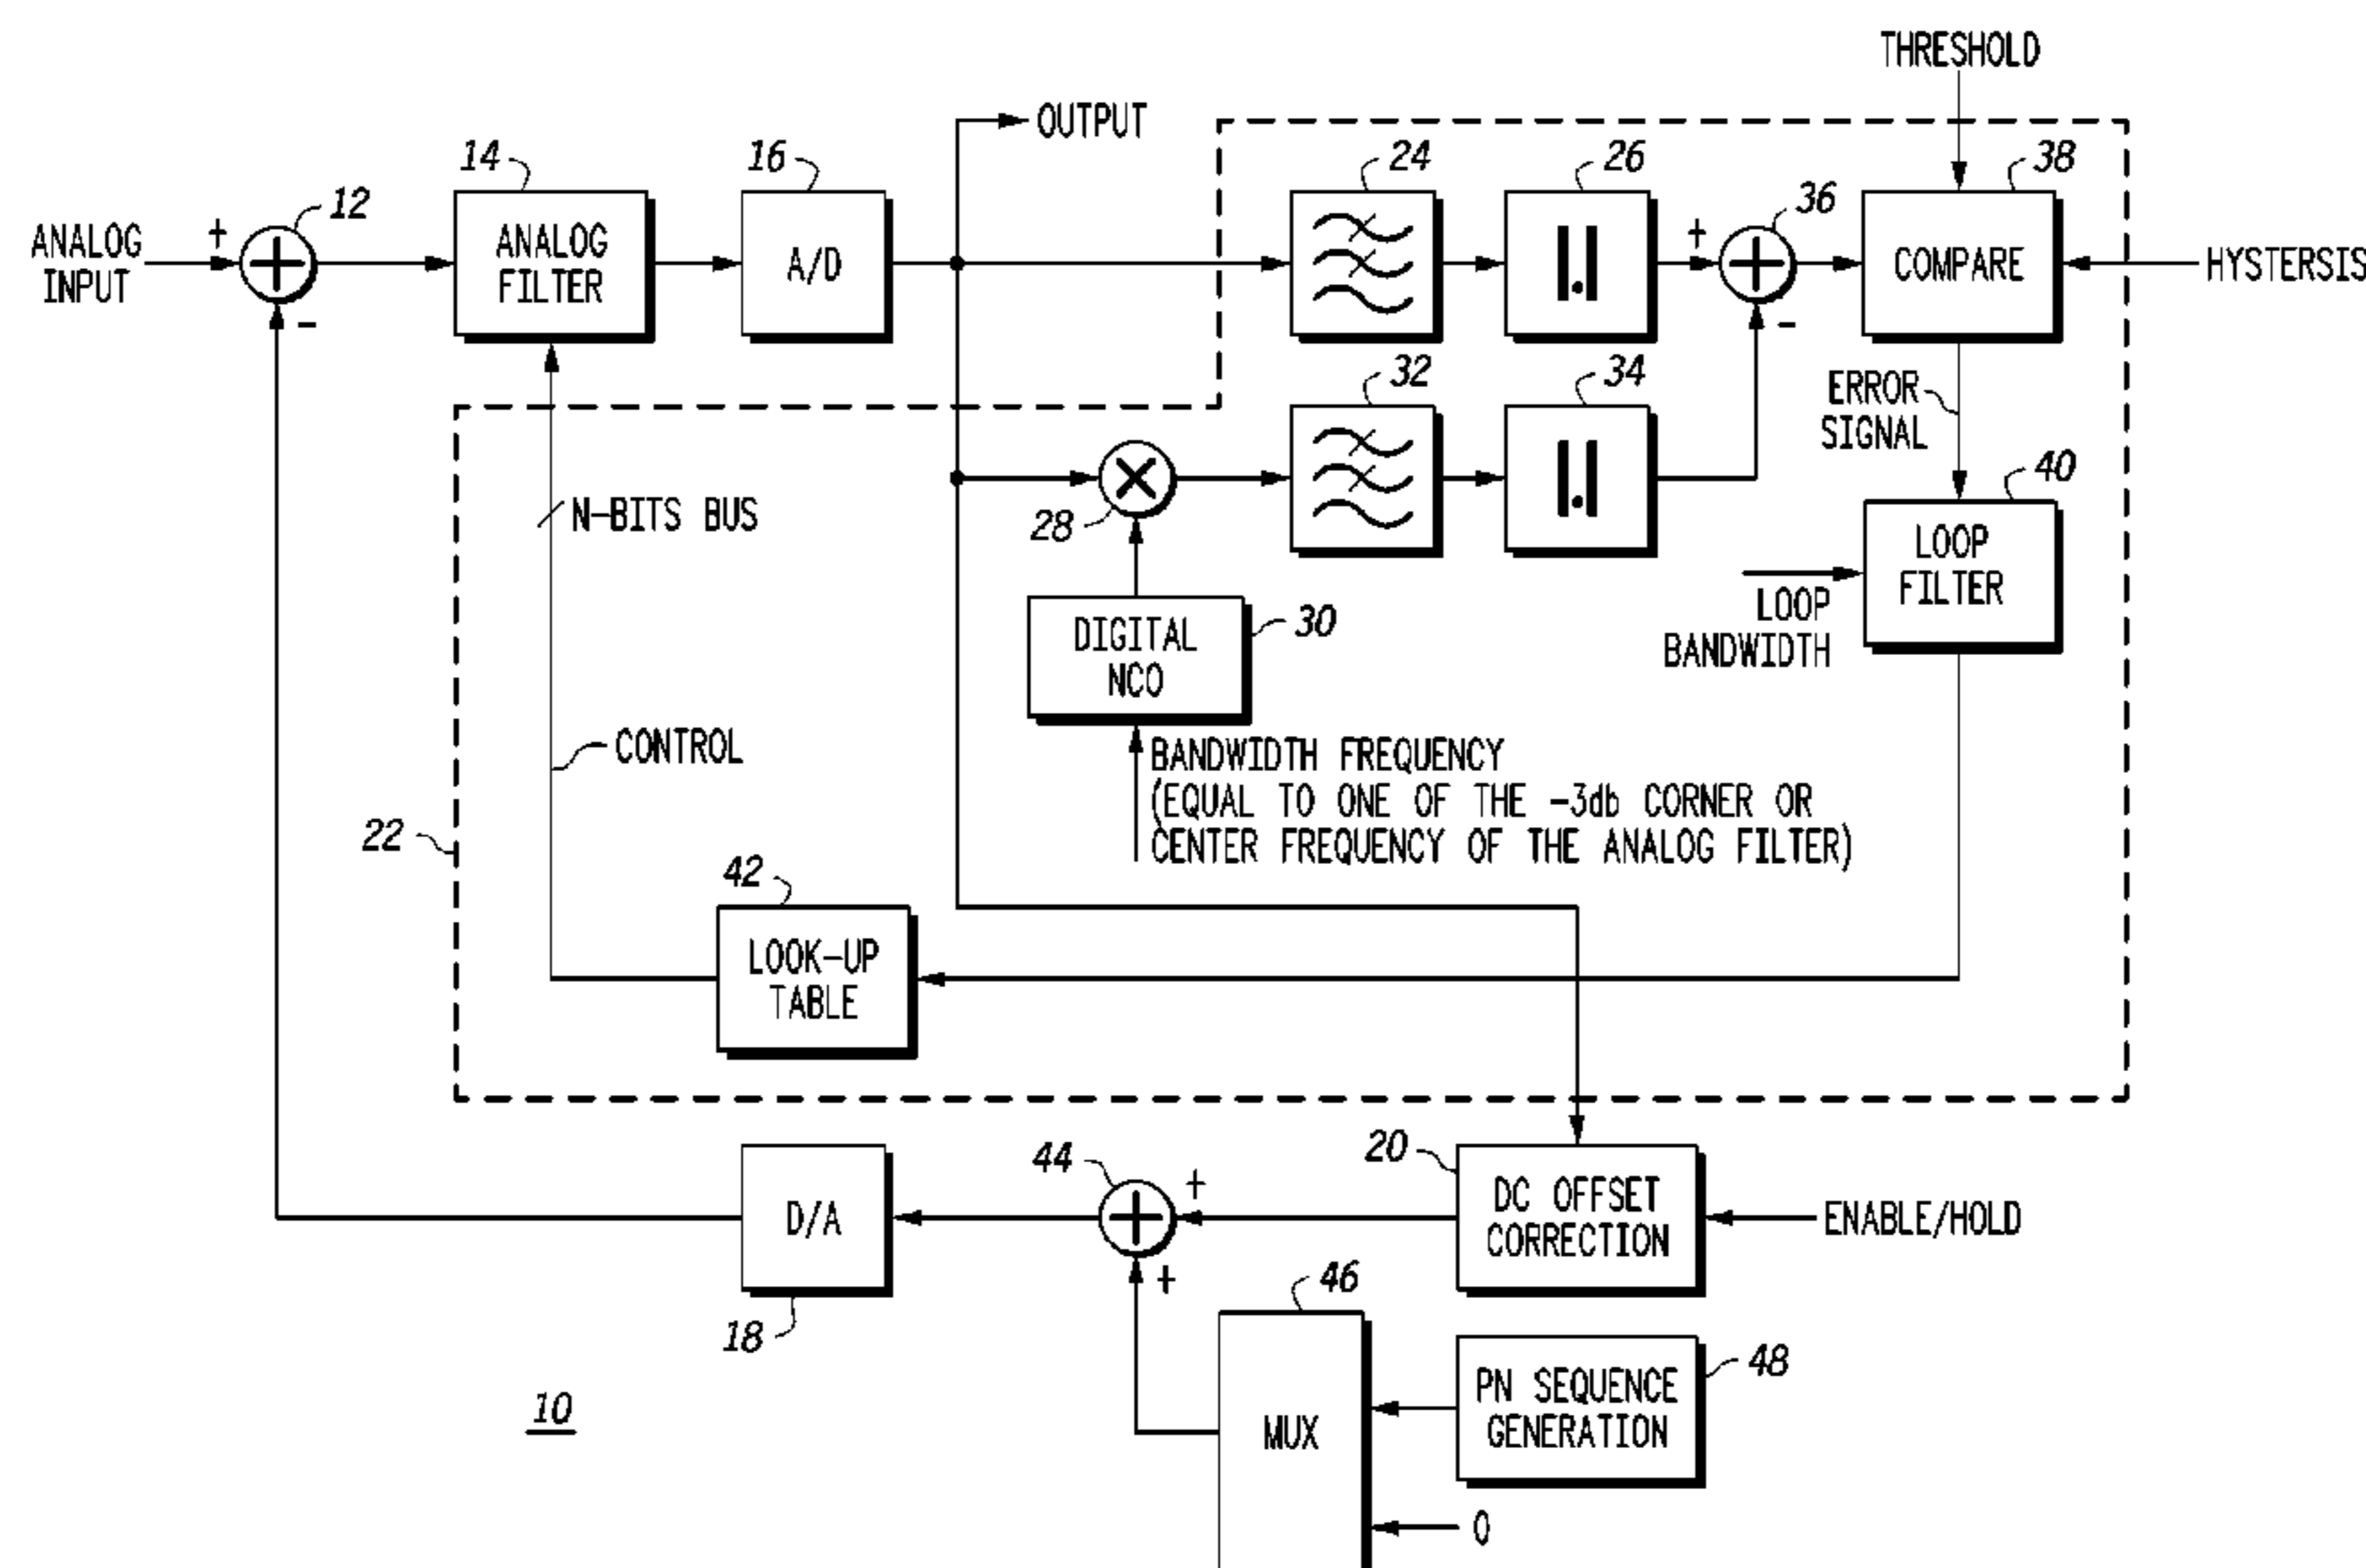 THRESHOLD
OUTPUT
14
16
24
26
38
12
36
ANALOG
INPUT
+
-
ANALOG
FILTER
A/D
|.|
+
-
COMPARE
HYSTERSIS
32
34
ERROR
SIGNAL
40
N-BITS BUS
28
|.|
LOOP
FILTER
LOOP
BANDWIDTH
DIGITAL
NCO
30
CONTROL
BANDWIDTH FREQUENCY
(EQUAL TO ONE OF THE -3db CORNER OR
CENTER FREQUENCY OF THE ANALOG FILTER)
22
42
LOOK-UP
TABLE
44
20
+
+
D/A
DC OFFSET
CORRECTION
ENABLE/HOLD
18
46
48
10
MUX
PN SEQUENCE
GENERATION
0